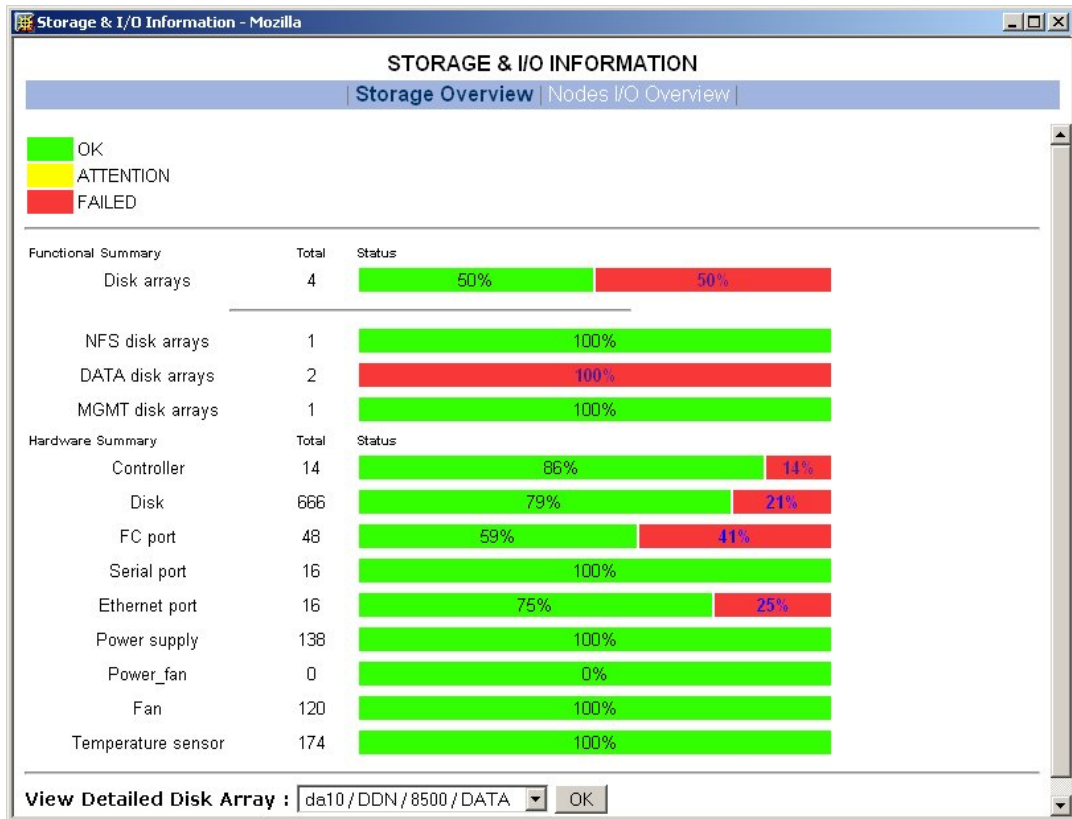 Storage & I/O Information - Mozilla
STORAGE & I/O INFORMATION
| Storage Overview | Nodes I/O Overview |
OK
ATTENTION
FAILED
Functional Summary Total Status
Disk arrays 4 50% 50%
NFS disk arrays 1 100%
DATA disk arrays 2 100%
MGMT disk arrays 1 100%
Hardware Summary Total Status
Controller 14 86% 14%
Disk 666 79% 21%
FC port 48 59% 41%
Serial port 16 100%
Ethernet port 16 75% 25%
Power supply 138 100%
Power_fan 0 0%
Fan 120 100%
Temperature sensor 174 100%
View Detailed Disk Array : da10 / DDN / 8500 / DATA OK